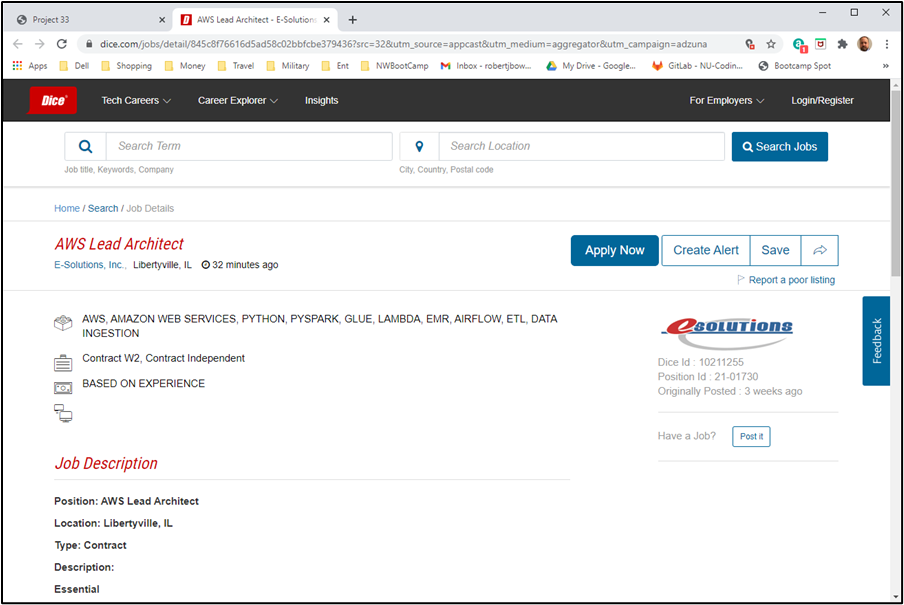 Project 33
AWS Lead Architect - E-Solutions
dice.com/jobs/detail/845c8f76616d5ad58c02bbfcbe379436?src=32&utm_source=appcast&utm_medium=aggregator&utm_campaign=adzuna
1
Apps Dell Shopping Money Travel Military Ent NWBootCamp Inbox - robertjbow... My Drive - Google... GitLab - NU-Codin... Bootcamp Spot »
Dice Tech Careers Career Explorer Insights For Employers Login/Register
Search Term Search Location Search Jobs
Job title, Keywords, Company City, Country, Postal code
Home / Search / Job Details
AWS Lead Architect
Apply Now Create Alert Save
E-Solutions, Inc., Libertyville, IL 32 minutes ago
Report a poor listing
AWS, AMAZON WEB SERVICES, PYTHON, PYSPARK, GLUE, LAMBDA, EMR, AIRFLOW, ETL, DATA
INGESTION
Contract W2, Contract Independent
BASED ON EXPERIENCE
esolutions
Dice Id : 10211255
Position Id : 21-01730
Originally Posted : 3 weeks ago
Have a Job? Post it
Feedback
Job Description
Position: AWS Lead Architect
Location: Libertyville, IL
Type: Contract
Description:
Essential